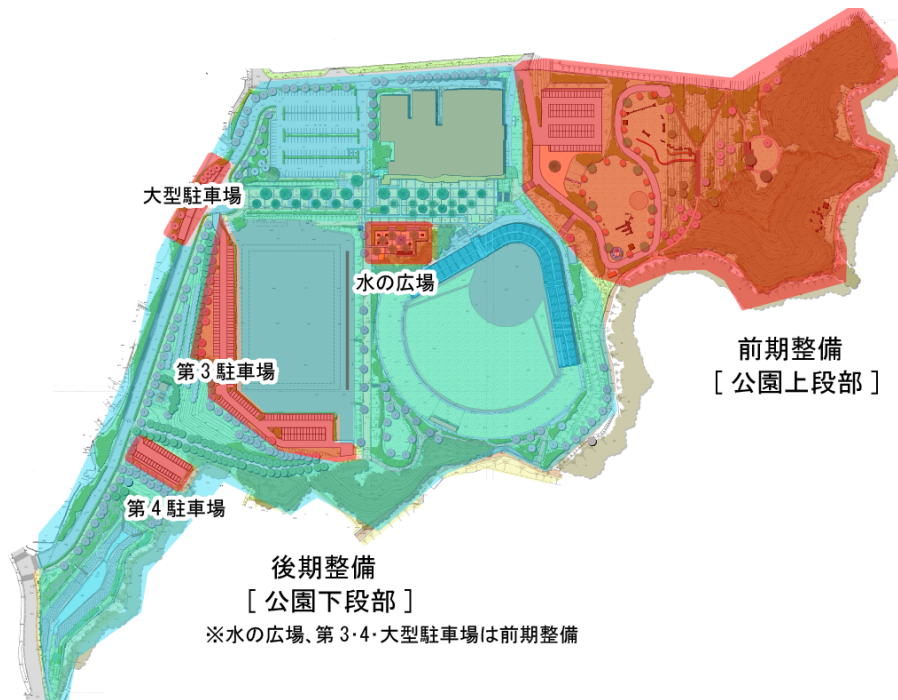 大型駐車場
水の広場
第3駐車場
前期整備
[ 公園上段部 ]
第4駐車場
後期整備
[ 公園下段部 ]
※水の広場、第3・4・大型駐車場は前期整備